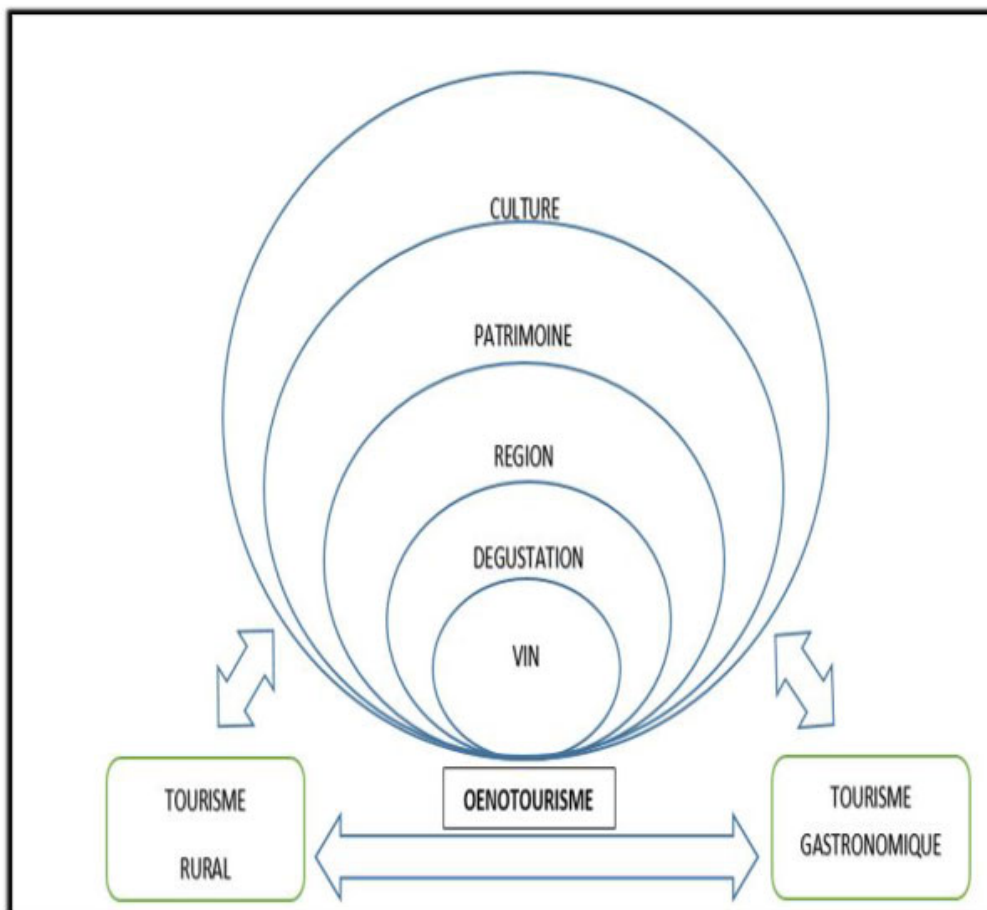 CULTURE
PATRIMOINE
REGION
DEGUSTATION
VIN
TOURISME
RURAL
OENOTOURISME
TOURISME
GASTRONOMIQUE